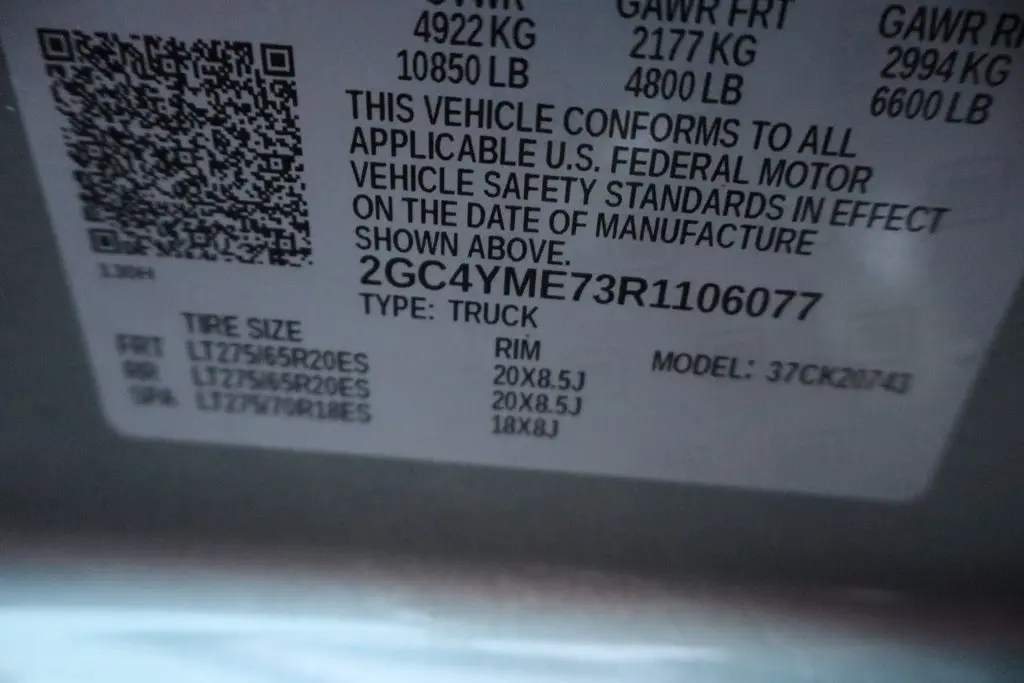 GVWR GAWR FRT GAWR R
4922 KG 2177 KG 2994 KG
10850 LB 4800 LB 6600 LB
THIS VEHICLE CONFORMS TO ALL
APPLICABLE U.S. FEDERAL MOTOR
VEHICLE SAFETY STANDARDS IN EFFECT
ON THE DATE OF MANUFACTURE
SHOWN ABOVE.
2GC4YME73R1106077
TYPE: TRUCK
TIRE SIZE RIM MODEL: 37CK20743
FRT LT275/65R20ES 20X8.5J
RR LT275/65R20ES 20X8.5J
SPA LT275/70R18ES 18X8J